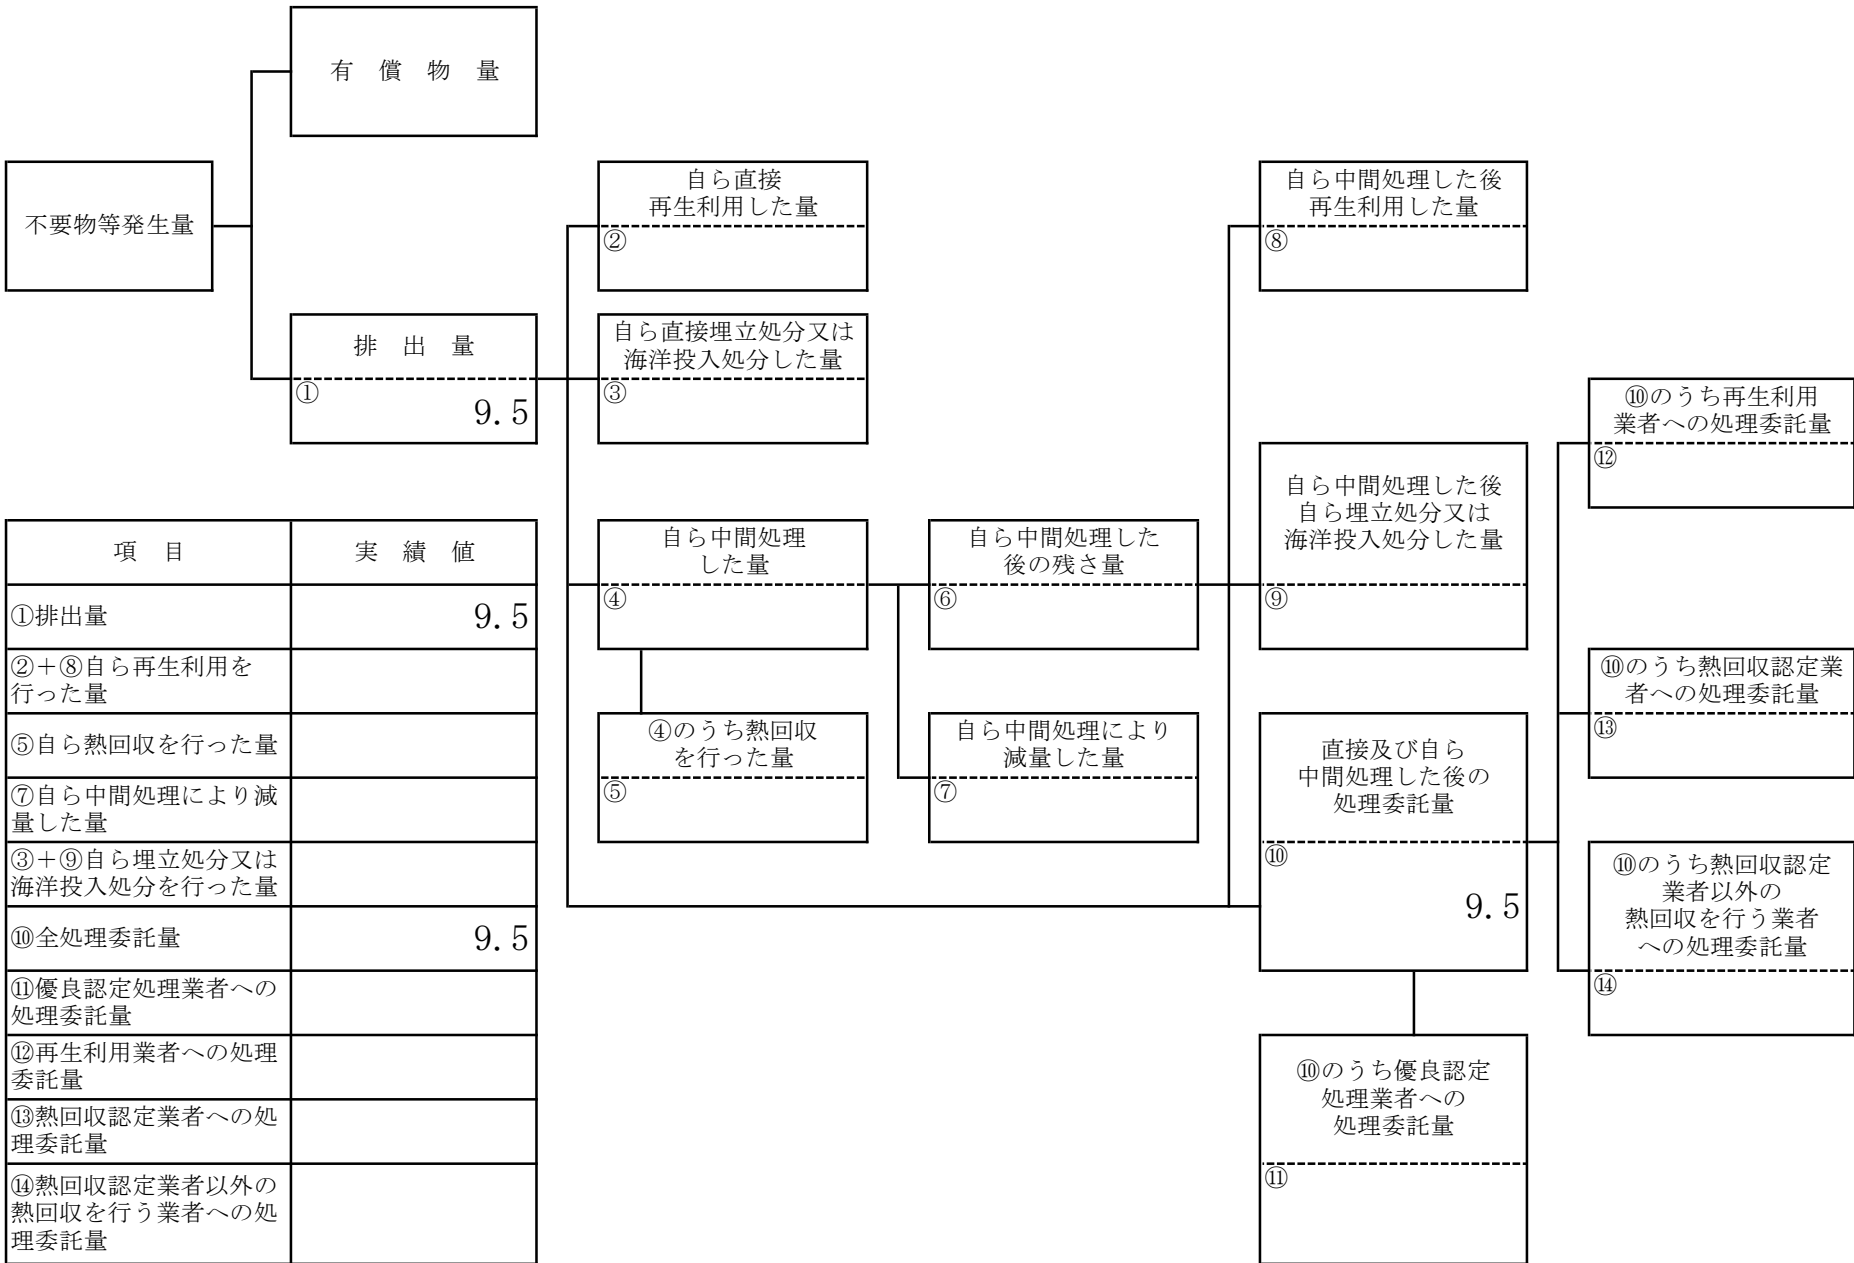 有 償 物 量
不要物等発生量
排 出 量
①
9.5
自ら直接
再生利用した量
②
自ら直接埋立処分又は
海洋投入処分した量
③
自ら中間処理
した量
④
④のうち熱回収
を行った量
⑤
自ら中間処理した
後の残さ量
⑥
自ら中間処理により
減量した量
⑦
自ら中間処理した後
再生利用した量
⑧
自ら中間処理した後
自ら埋立処分又は
海洋投入処分した量
⑨
直接及び自ら
中間処理した後の
処理委託量
⑩
9.5
⑩のうち優良認定
処理業者への
処理委託量
⑪
⑩のうち再生利用
業者への処理委託量
⑫
⑩のうち熱回収認定業
者への処理委託量
⑬
⑩のうち熱回収認定
業者以外の
熱回収を行う業者
への処理委託量
⑭
項 目 実 績 値
①排出量 9.5
②+⑧自ら再生利用を
行った量
⑤自ら熱回収を行った量
⑦自ら中間処理により減
量した量
③+⑨自ら埋立処分又は
海洋投入処分を行った量
⑩全処理委託量 9.5
⑪優良認定処理業者への
処理委託量
⑫再生利用業者への処理
委託量
⑬熱回収認定業者への処
理委託量
⑭熱回収認定業者以外の
熱回収を行う業者への処
理委託量